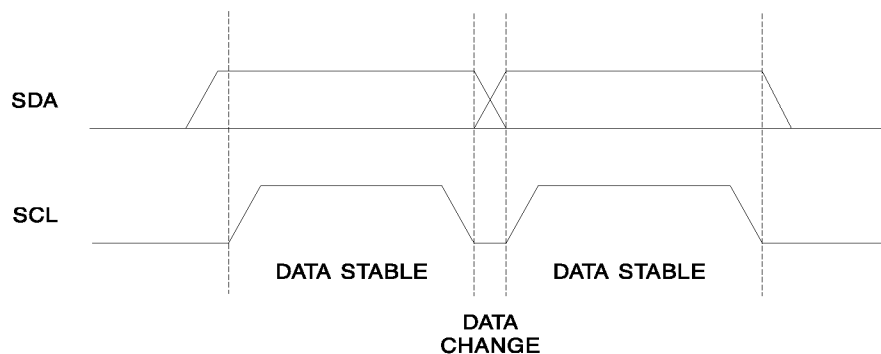 SDA
SCL
DATA STABLE
DATA STABLE
DATA
CHANGE